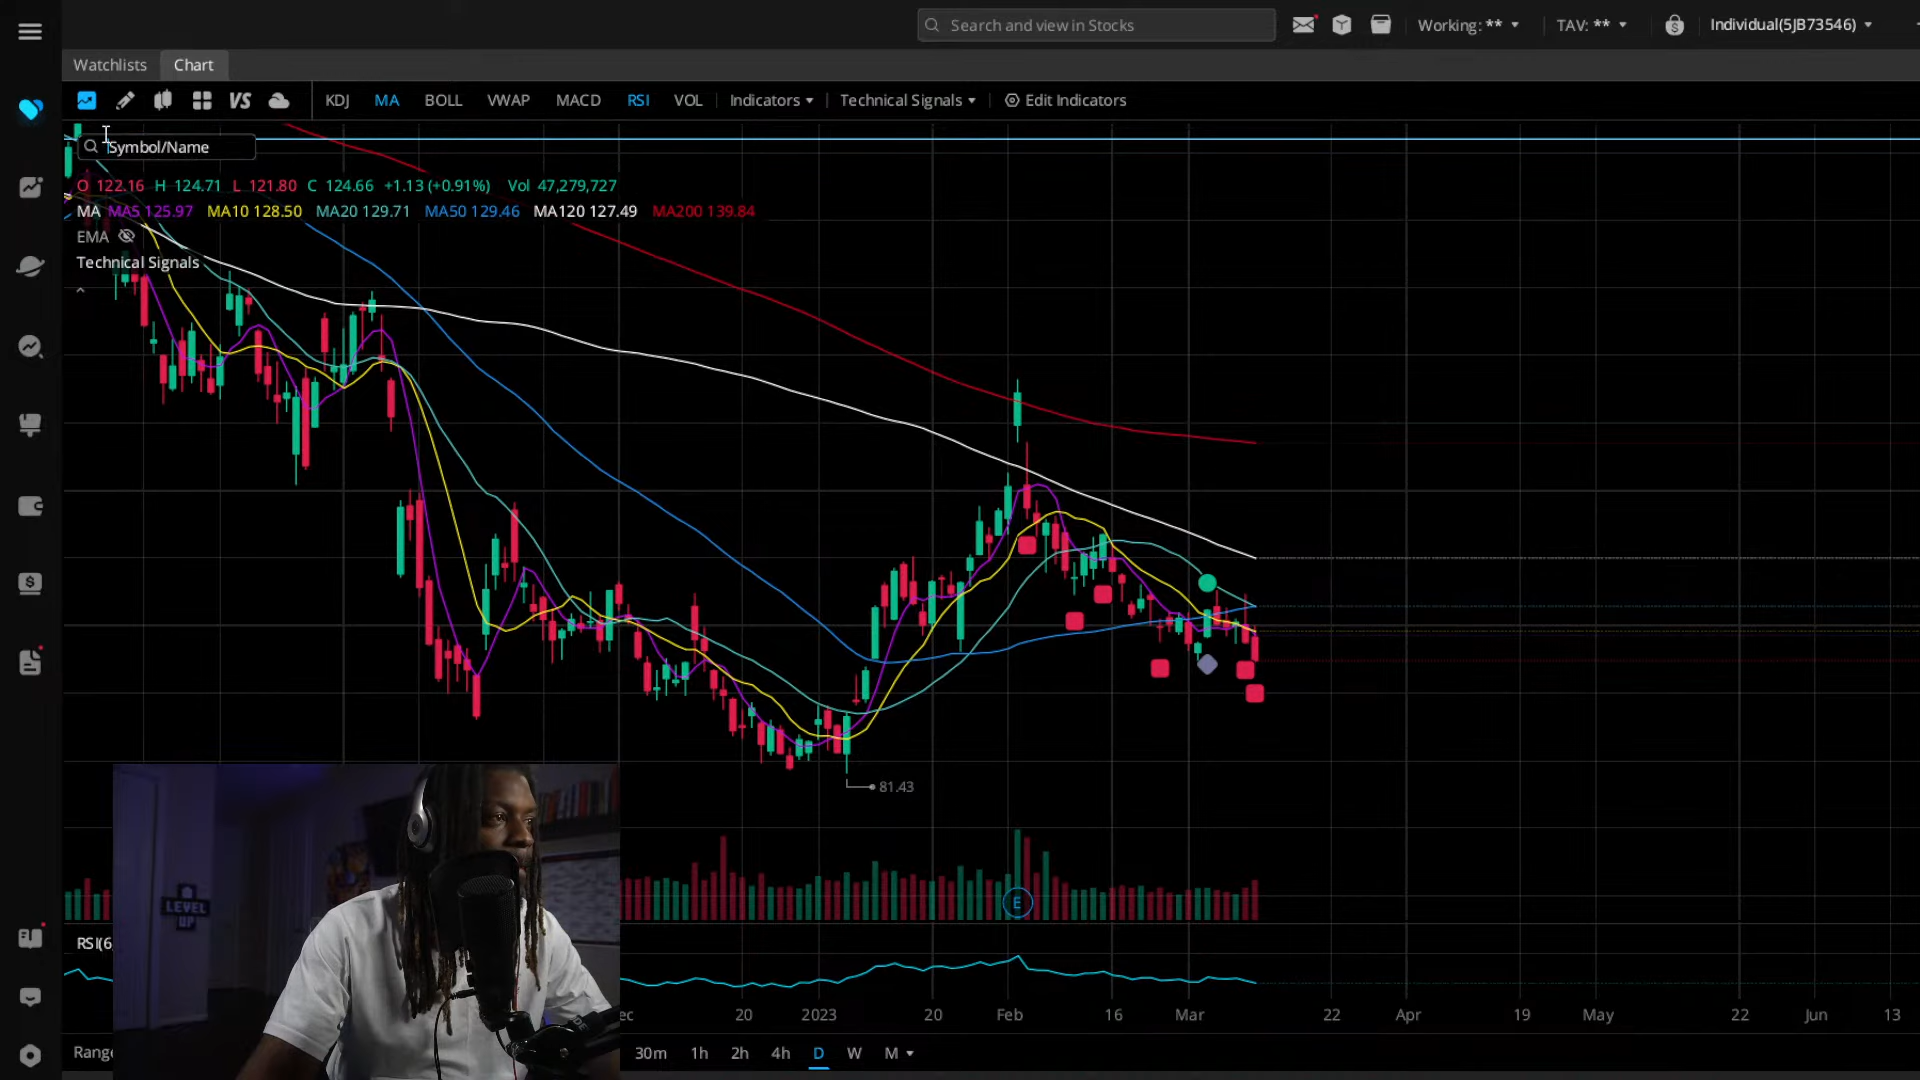 Search and view in Stocks
Working: **
TAV: **
Individual(5JB73546)
Watchlists
Chart
VS
KDJ
MA
BOLL
VWAP
MACD
RSI
VOL
Indicators
Technical Signals
Edit Indicators
Symbol/Name
O 122.16 H 124.71 L 121.80 C 124.66 +1.13 (+0.91%) Vol 47,279,727
MA MA5 125.97 MA10 128.50 MA20 129.71 MA50 129.46 MA120 127.49 MA200 139.84
EMA
Technical Signals
81.43
LEVEL
UP
E
RSI(6,
ec
20
2023
20
Feb
16
Mar
22
Apr
19
May
22
Jun
13
Rang
30m
1h
2h
4h
D
W
M